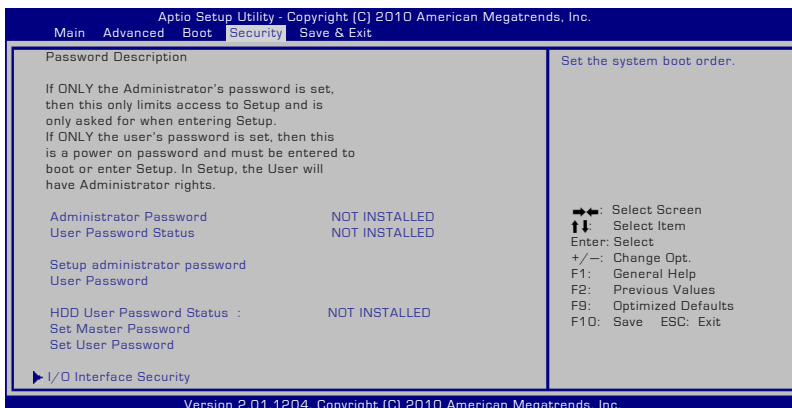 Aptio Setup Utility - Copyright (C) 2010 American Megatrends, Inc.
Main Advanced Boot Security Save & Exit
Password Description
If ONLY the Administrator's password is set,
then this only limits access to Setup and is
only asked for when entering Setup.
If ONLY the user's password is set, then this
is a power on password and must be entered to
boot or enter Setup. In Setup, the User will
have Administrator rights.
Administrator Password NOT INSTALLED
User Password Status NOT INSTALLED
Setup administrator password
User Password
HDD User Password Status : NOT INSTALLED
Set Master Password
Set User Password
I/O Interface Security
Set the system boot order.
→←: Select Screen
↑↓: Select Item
Enter: Select
+/—: Change Opt.
F1: General Help
F2: Previous Values
F9: Optimized Defaults
F10: Save ESC: Exit
Version 2.01.1204. Copyright (C) 2010 American Megatrends, Inc.